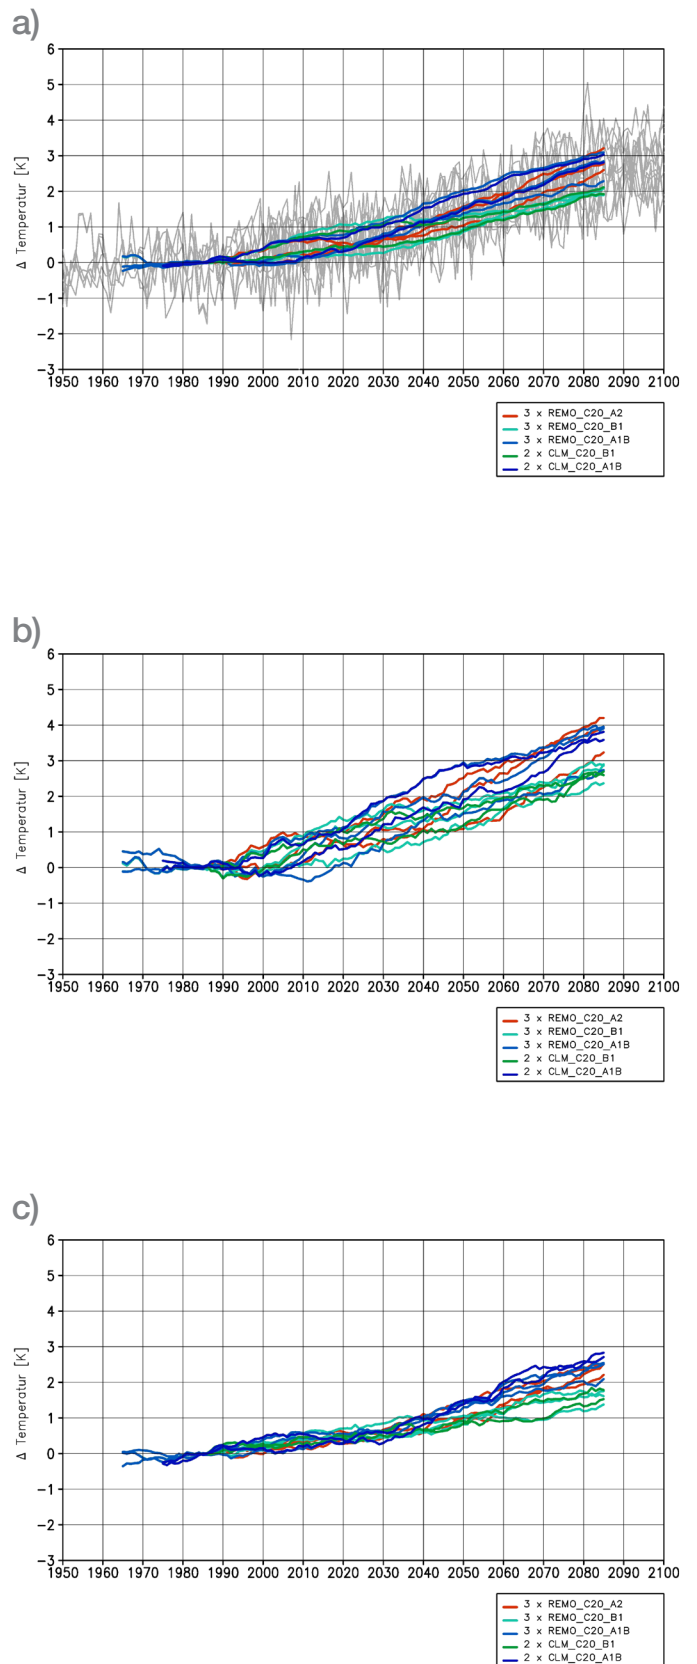 a)
6
5
4
3
2
1
0
−1
−2
−3
Δ Temperatur [K]
1950 1960 1970 1980 1990 2000 2010 2020 2030 2040 2050 2060 2070 2080 2090 2100
3 x REMO_C20_A2
3 x REMO_C20_B1
3 x REMO_C20_A1B
2 x CLM_C20_B1
2 x CLM_C20_A1B
b)
6
5
4
3
2
1
0
−1
−2
−3
Δ Temperatur [K]
1950 1960 1970 1980 1990 2000 2010 2020 2030 2040 2050 2060 2070 2080 2090 2100
3 x REMO_C20_A2
3 x REMO_C20_B1
3 x REMO_C20_A1B
2 x CLM_C20_B1
2 x CLM_C20_A1B
c)
6
5
4
3
2
1
0
−1
−2
−3
Δ Temperatur [K]
1950 1960 1970 1980 1990 2000 2010 2020 2030 2040 2050 2060 2070 2080 2090 2100
3 x REMO_C20_A2
3 x REMO_C20_B1
3 x REMO_C20_A1B
2 x CLM_C20_B1
2 x CLM_C20_A1B